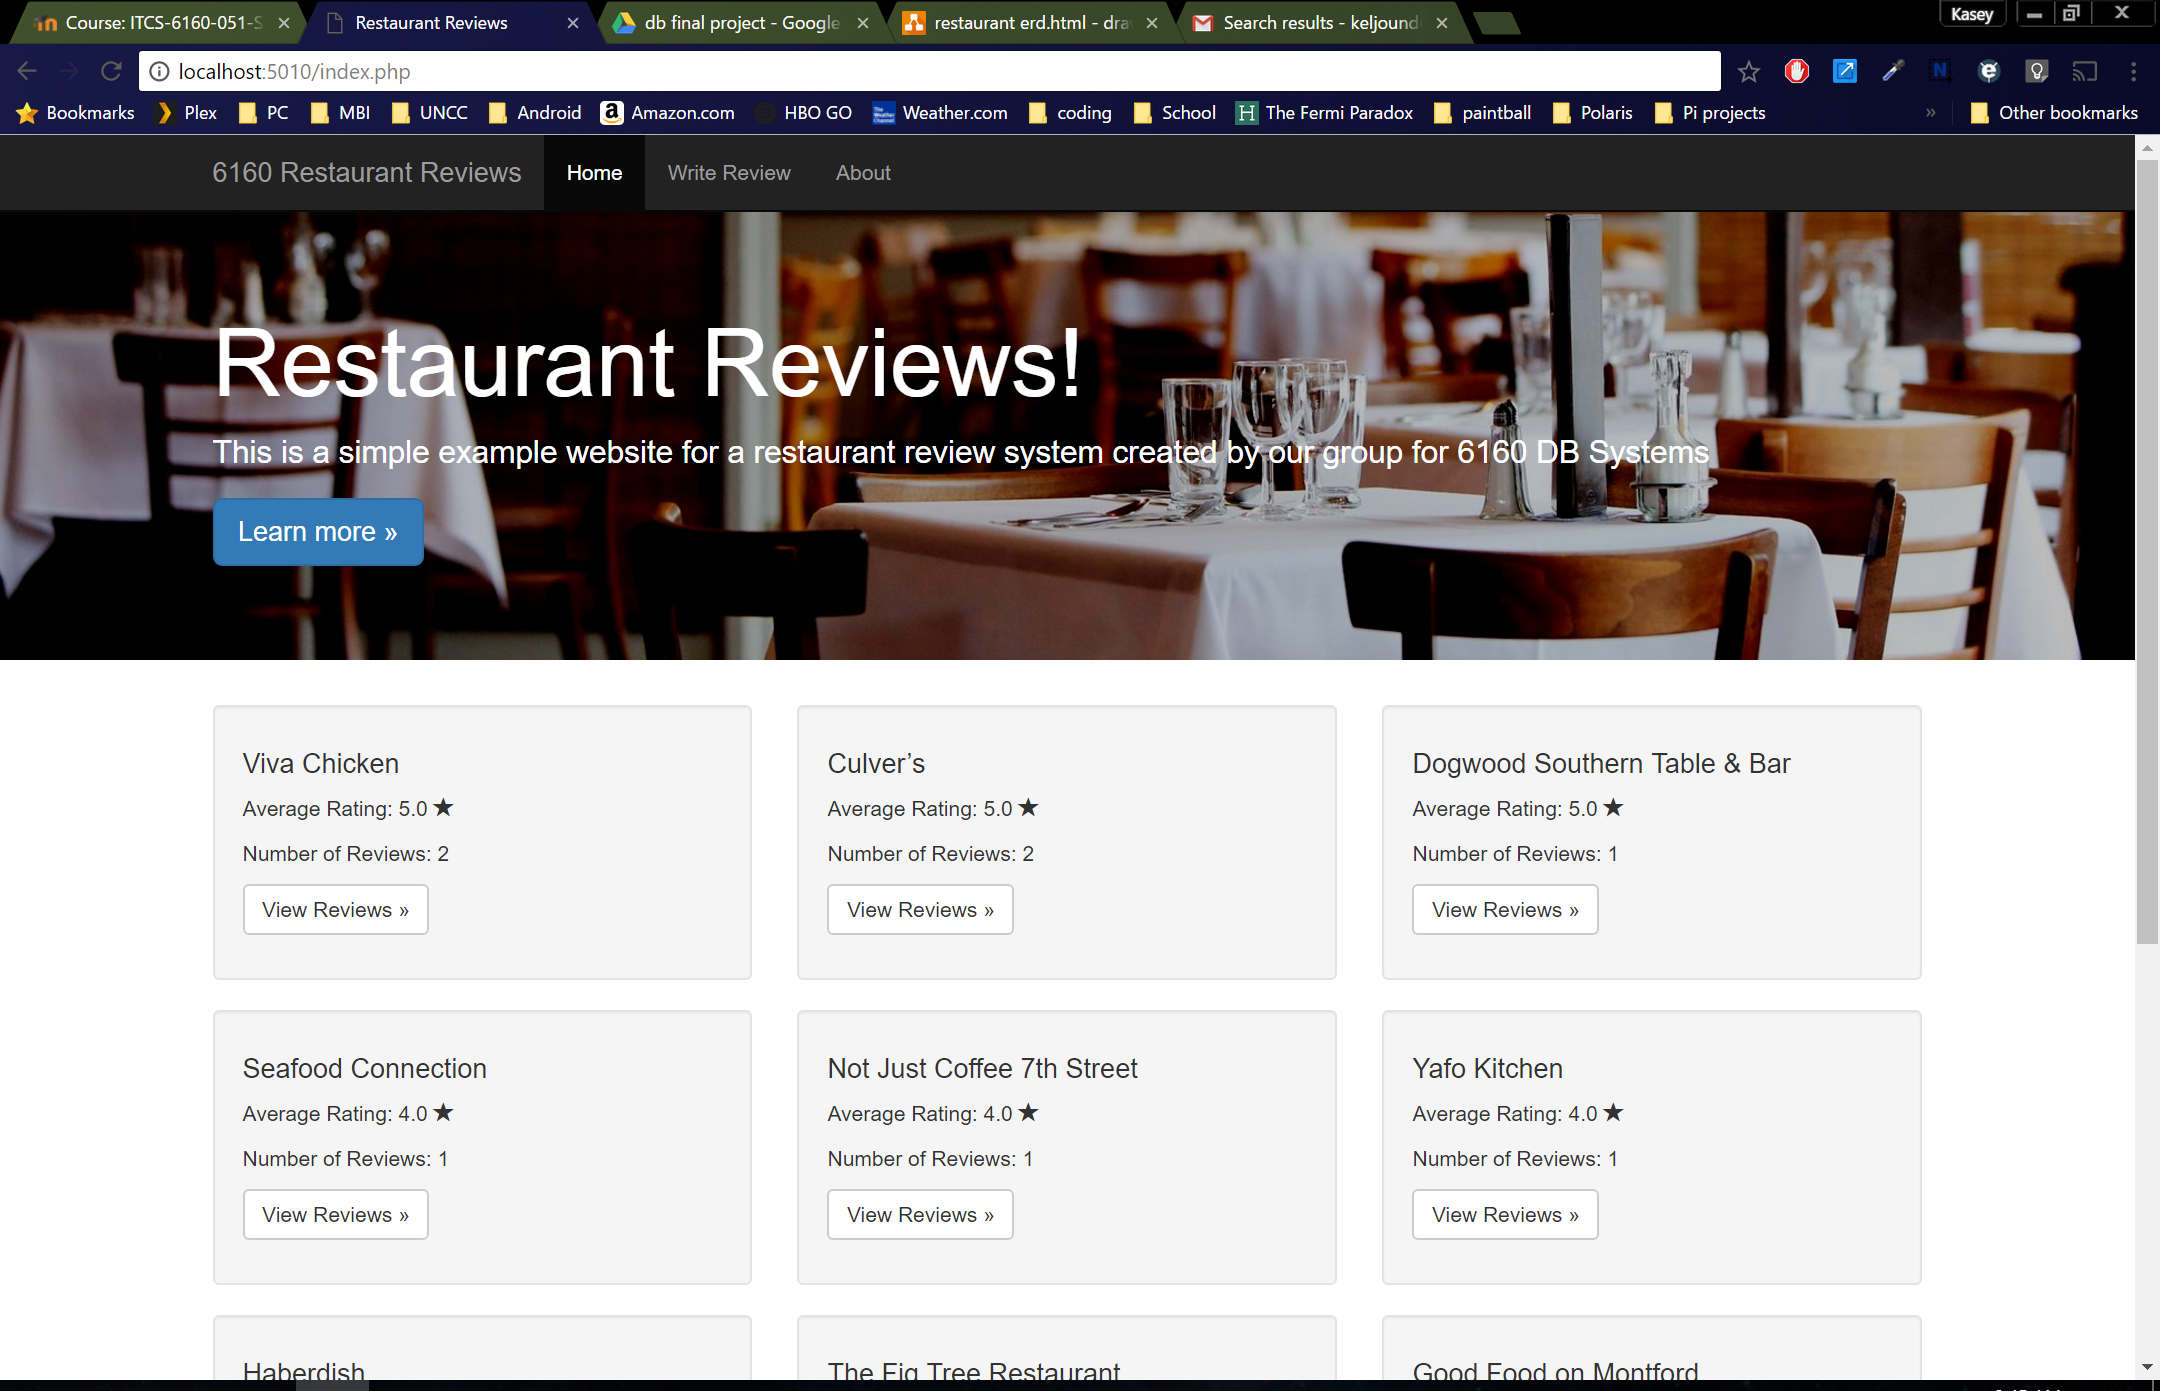 Course: ITCS-6160-051-S
Restaurant Reviews
db final project - Google
restaurant erd.html - dra
Search results - keljound
Kasey
localhost:5010/index.php
Bookmarks Plex PC MBI UNCC Android Amazon.com HBO GO Weather.com coding School The Fermi Paradox paintball Polaris Pi projects » Other bookmarks
6160 Restaurant Reviews Home Write Review About
Restaurant Reviews!
This is a simple example website for a restaurant review system created by our group for 6160 DB Systems
Learn more »
Viva Chicken
Average Rating: 5.0 ★
Number of Reviews: 2
View Reviews »
Culver’s
Average Rating: 5.0 ★
Number of Reviews: 2
View Reviews »
Dogwood Southern Table & Bar
Average Rating: 5.0 ★
Number of Reviews: 1
View Reviews »
Seafood Connection
Average Rating: 4.0 ★
Number of Reviews: 1
View Reviews »
Not Just Coffee 7th Street
Average Rating: 4.0 ★
Number of Reviews: 1
View Reviews »
Yafo Kitchen
Average Rating: 4.0 ★
Number of Reviews: 1
View Reviews »
Haberdish
The Fig Tree Restaurant
Good Food on Montford